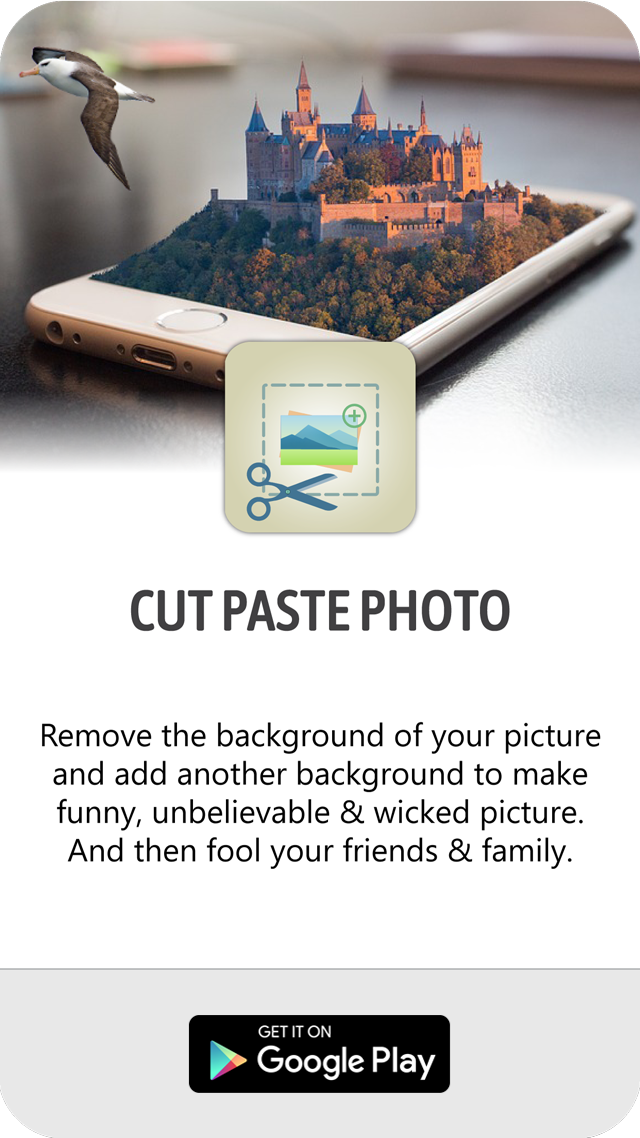 CUT PASTE PHOTO
Remove the background of your picture
and add another background to make
funny, unbelievable & wicked picture.
And then fool your friends & family.
GET IT ON
Google Play